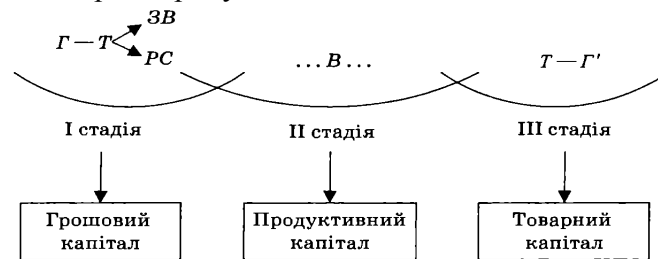 ЗВ
Г — Т
РС
... В ...
Т — Г'
І стадія
ІІ стадія
ІІІ стадія
Грошовий
капітал
Продуктивний
капітал
Товарний
капітал